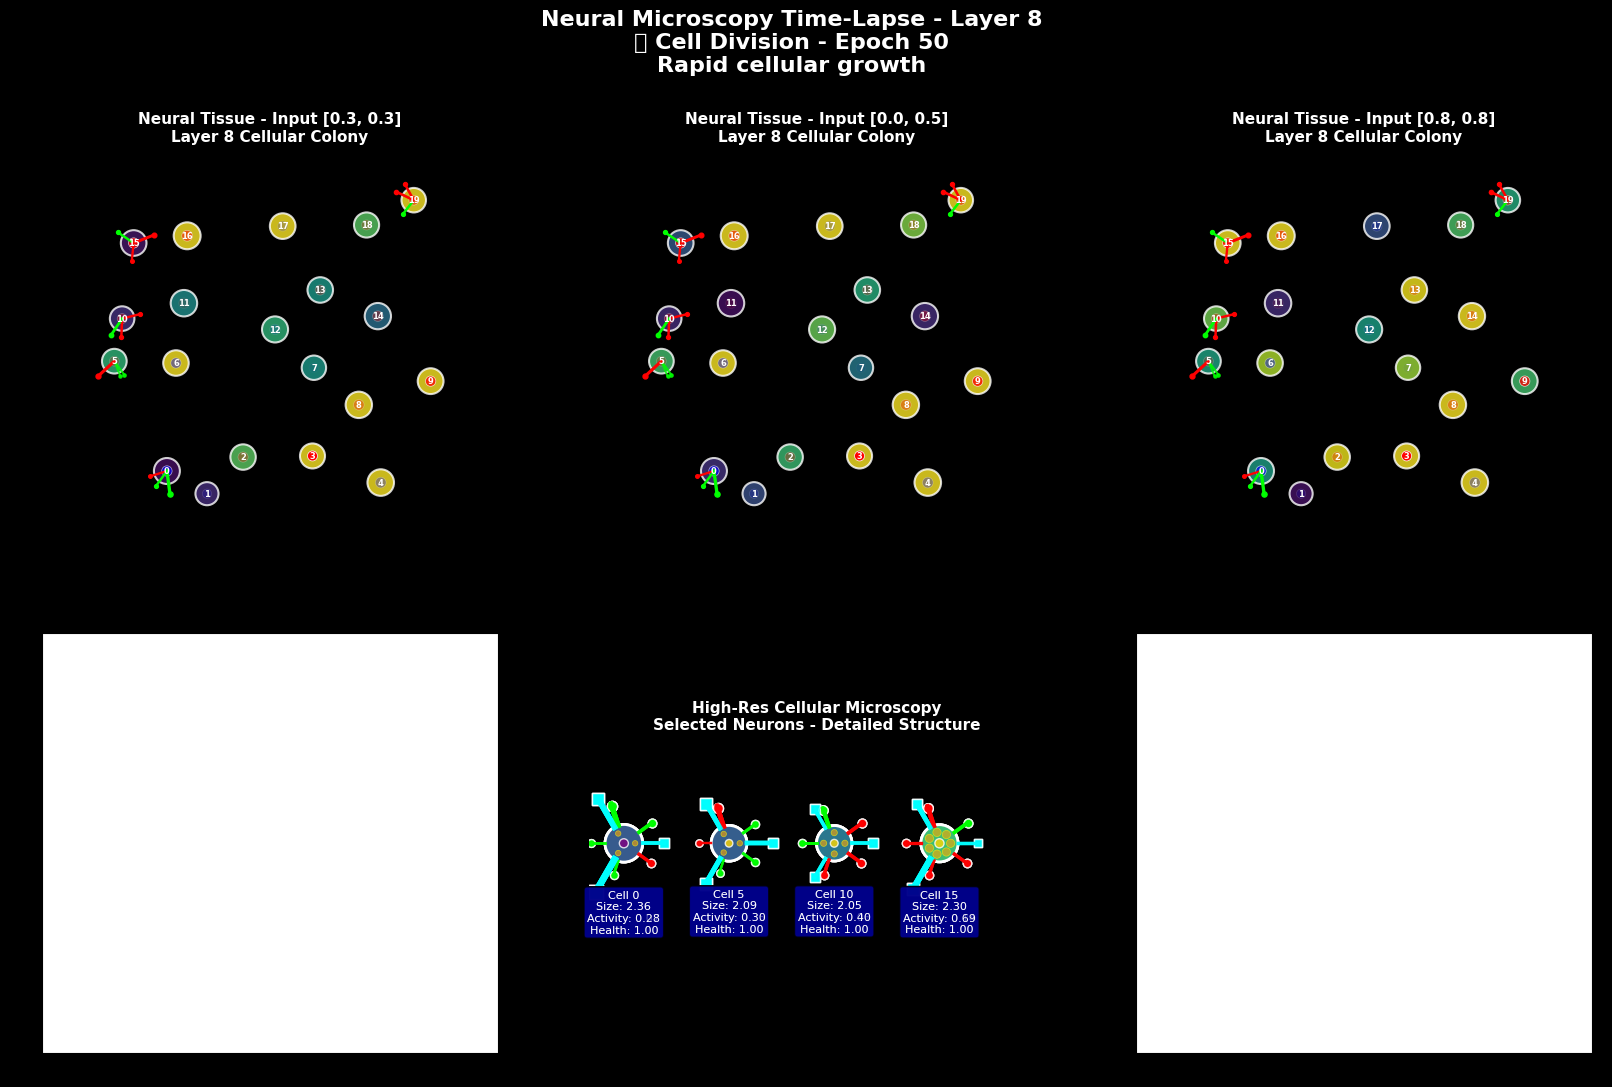 Neural Microscopy Time-Lapse - Layer 8
Cell Division - Epoch 50
Rapid cellular growth
Neural Tissue - Input [0.3, 0.3]
Layer 8 Cellular Colony
19
18
17
16
15
13
11
14
10
12
5
6
7
9
8
3
2
0
4
1
Neural Tissue - Input [0.0, 0.5]
Layer 8 Cellular Colony
19
18
17
16
15
13
11
14
10
12
5
6
7
9
8
3
2
0
4
1
Neural Tissue - Input [0.8, 0.8]
Layer 8 Cellular Colony
19
18
17
16
15
13
11
14
10
12
5
6
7
9
8
3
2
0
4
1
High-Res Cellular Microscopy
Selected Neurons - Detailed Structure
Cell 0
Size: 2.36
Activity: 0.28
Health: 1.00
Cell 5
Size: 2.09
Activity: 0.30
Health: 1.00
Cell 10
Size: 2.05
Activity: 0.40
Health: 1.00
Cell 15
Size: 2.30
Activity: 0.69
Health: 1.00